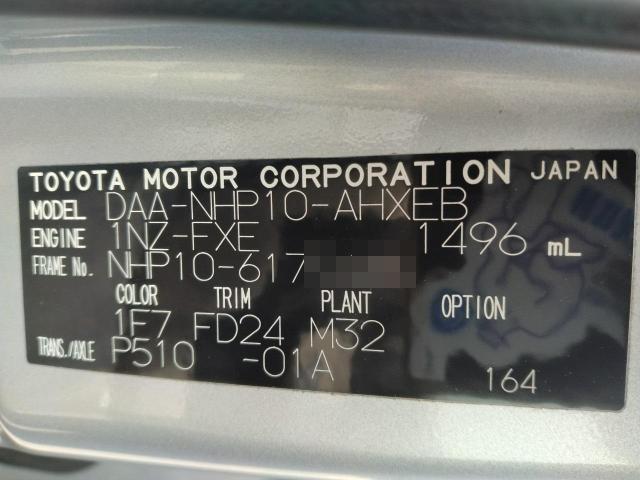 TOYOTA MOTOR CORPORATION JAPAN
MODEL DAA-NHP10-AHXEB
ENGINE 1NZ-FXE 1496 mL
FRAME No. NHP10-617
COLOR TRIM PLANT OPTION
1F7 FD24 M32
TRANS./AXLE P510 -01A
164